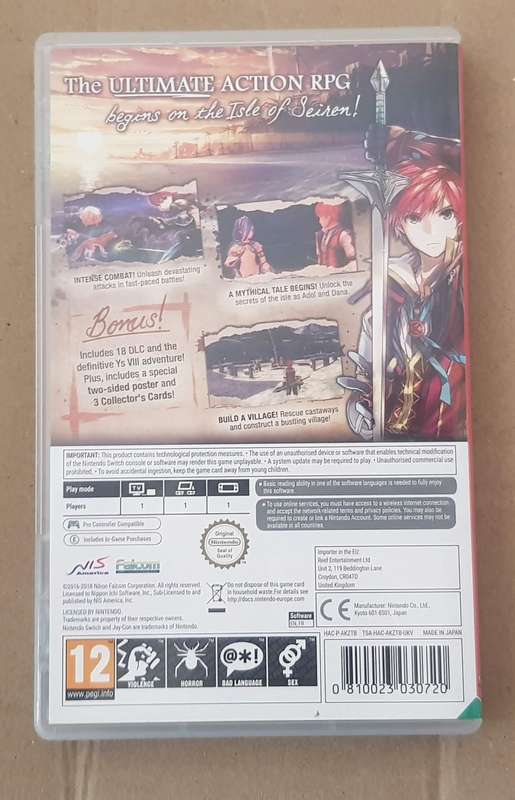 The ULTIMATE ACTION RPG
begins on the Isle of Seiren!
INTENSE COMBAT! Unleash devastating
attacks in fast-paced battles!
A MYTHICAL TALE BEGINS! Unlock the
secrets of the isle as Adol and Dana.
Bonus!
Includes 18 DLC and the
definitive Ys VIII adventure!
Plus, includes a special
two-sided poster and
3 Collector's Cards!
BUILD A VILLAGE! Rescue castaways
and construct a bustling village!
IMPORTANT: This product contains technological protection measures. • The use of an unauthorised device or software that enables technical modification
of the Nintendo Switch console or software may render this game unplayable. • A system update may be required to play. • Unauthorised commercial use
prohibited. • To avoid accidental ingestion, keep the game card away from young children.
Play mode
TV
Players
1
1
1
• Basic reading ability in one of the software languages is needed to fully enjoy
this software.
• To use online services, you must have access to a wireless internet connection
and accept the network-related terms and privacy policies. You may also be
required to create or link a Nintendo Account. Some online services may not be
available in all countries.
Pro Controller Compatible
Includes In-Game Purchases
Original
Nintendo
Seal of
Quality
NIS
America
Falcom
©2016-2018 Nihon Falcom Corporation. All rights reserved.
Licensed to Nippon Ichi Software, Inc., Sub-Licensed to and
published by NIS America, Inc.
LICENSED BY NINTENDO.
Trademarks are property of their respective owners.
Nintendo Switch and Joy-Con are trademarks of Nintendo.
Do not dispose of this game card
in household waste. For details see
http://docs.nintendo-europe.com
Software
EN, FR
Importer in the EU:
Reef Entertainment Ltd
Unit 2, 119 Beddington Lane
Croydon, CR04TD
United Kingdom
CE
Manufacturer: Nintendo Co., Ltd.
Kyoto 601-8501, Japan
HAC-P-AKZTB TSA-HAC-AKZTB-UKV MADE IN JAPAN
12
www.pegi.info
VIOLENCE
HORROR
@*!
BAD LANGUAGE
SEX
0 810023 030720